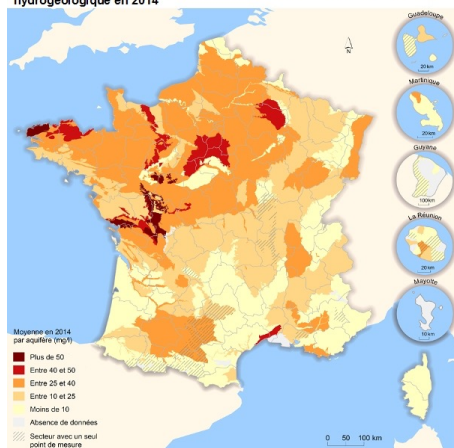 hydrogéologique en 2014
N
Guadeloupe
20 km
Martinique
20 km
Guyane
100 km
La Réunion
20 km
Mayotte
10 km
Moyenne en 2014
par aquifère (mg/l)
Plus de 50
Entre 40 et 50
Entre 25 et 40
Entre 10 et 25
Moins de 10
Absence de données
Secteur avec un seul
point de mesure
0 50 100 km